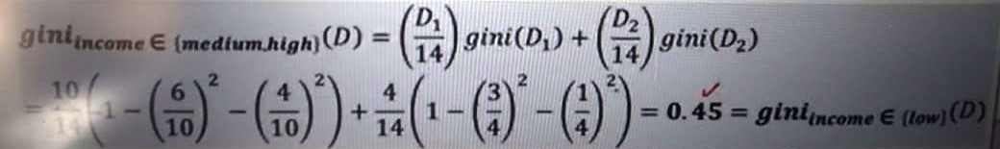 gini_income ∈ {medium,high}(D) = (D₁/14) gini(D₁) + (D₂/14) gini(D₂)
= 10/14 (1 - (6/10)² - (4/10)²) + 4/14 (1 - (3/4)² - (1/4)²) = 0.45 = gini_income ∈ {low}(D)